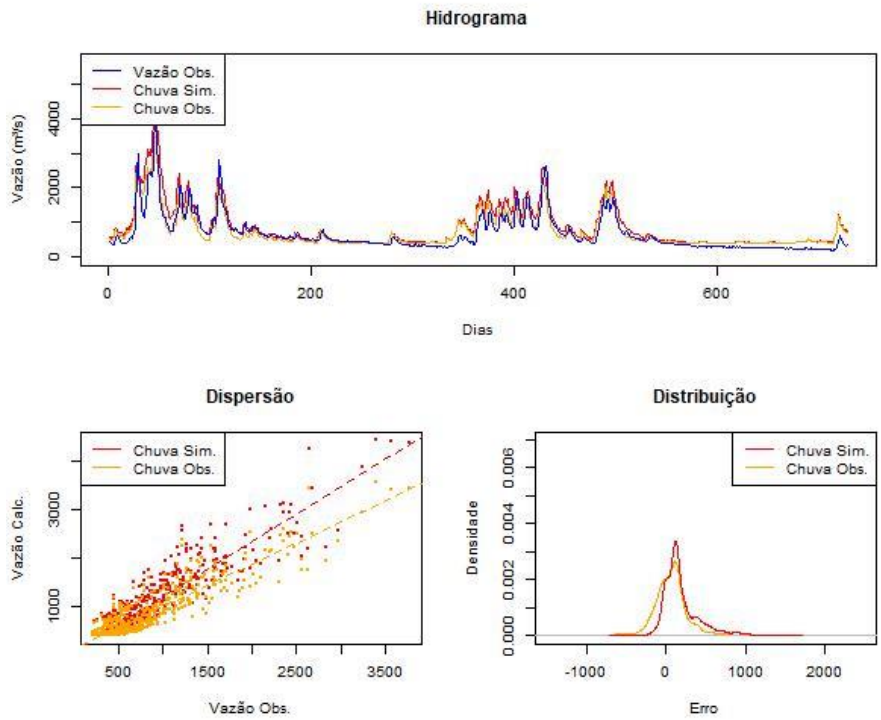 Hidrograma
Vazão (m³/s)
0
2000
4000
Vazão Obs.
Chuva Sim.
Chuva Obs.
0
200
400
600
Dias
Dispersão
Vazão Calc.
1000
3000
Chuva Sim.
Chuva Obs.
500
1500
2500
3500
Vazão Obs.
Distribuição
Densidade
0.000
0.002
0.004
0.006
Chuva Sim.
Chuva Obs.
-1000
0
1000
2000
Erro